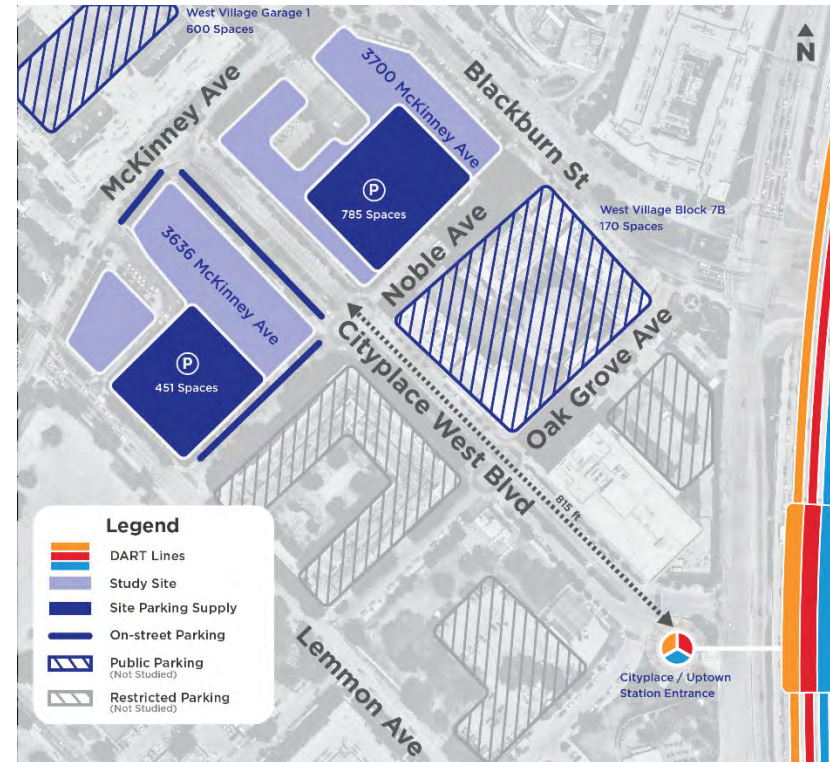 West Village Garage 1
600 Spaces
N
McKinney Ave
3700 McKinney Ave
Blackburn St
P
785 Spaces
Noble Ave
West Village Block 7B
170 Spaces
3636 McKinney Ave
P
451 Spaces
Cityplace West Blvd
Oak Grove Ave
815 ft
Legend
DART Lines
Study Site
Site Parking Supply
On-street Parking
Public Parking
(Not Studied)
Restricted Parking
(Not Studied)
Lemmon Ave
Cityplace / Uptown
Station Entrance